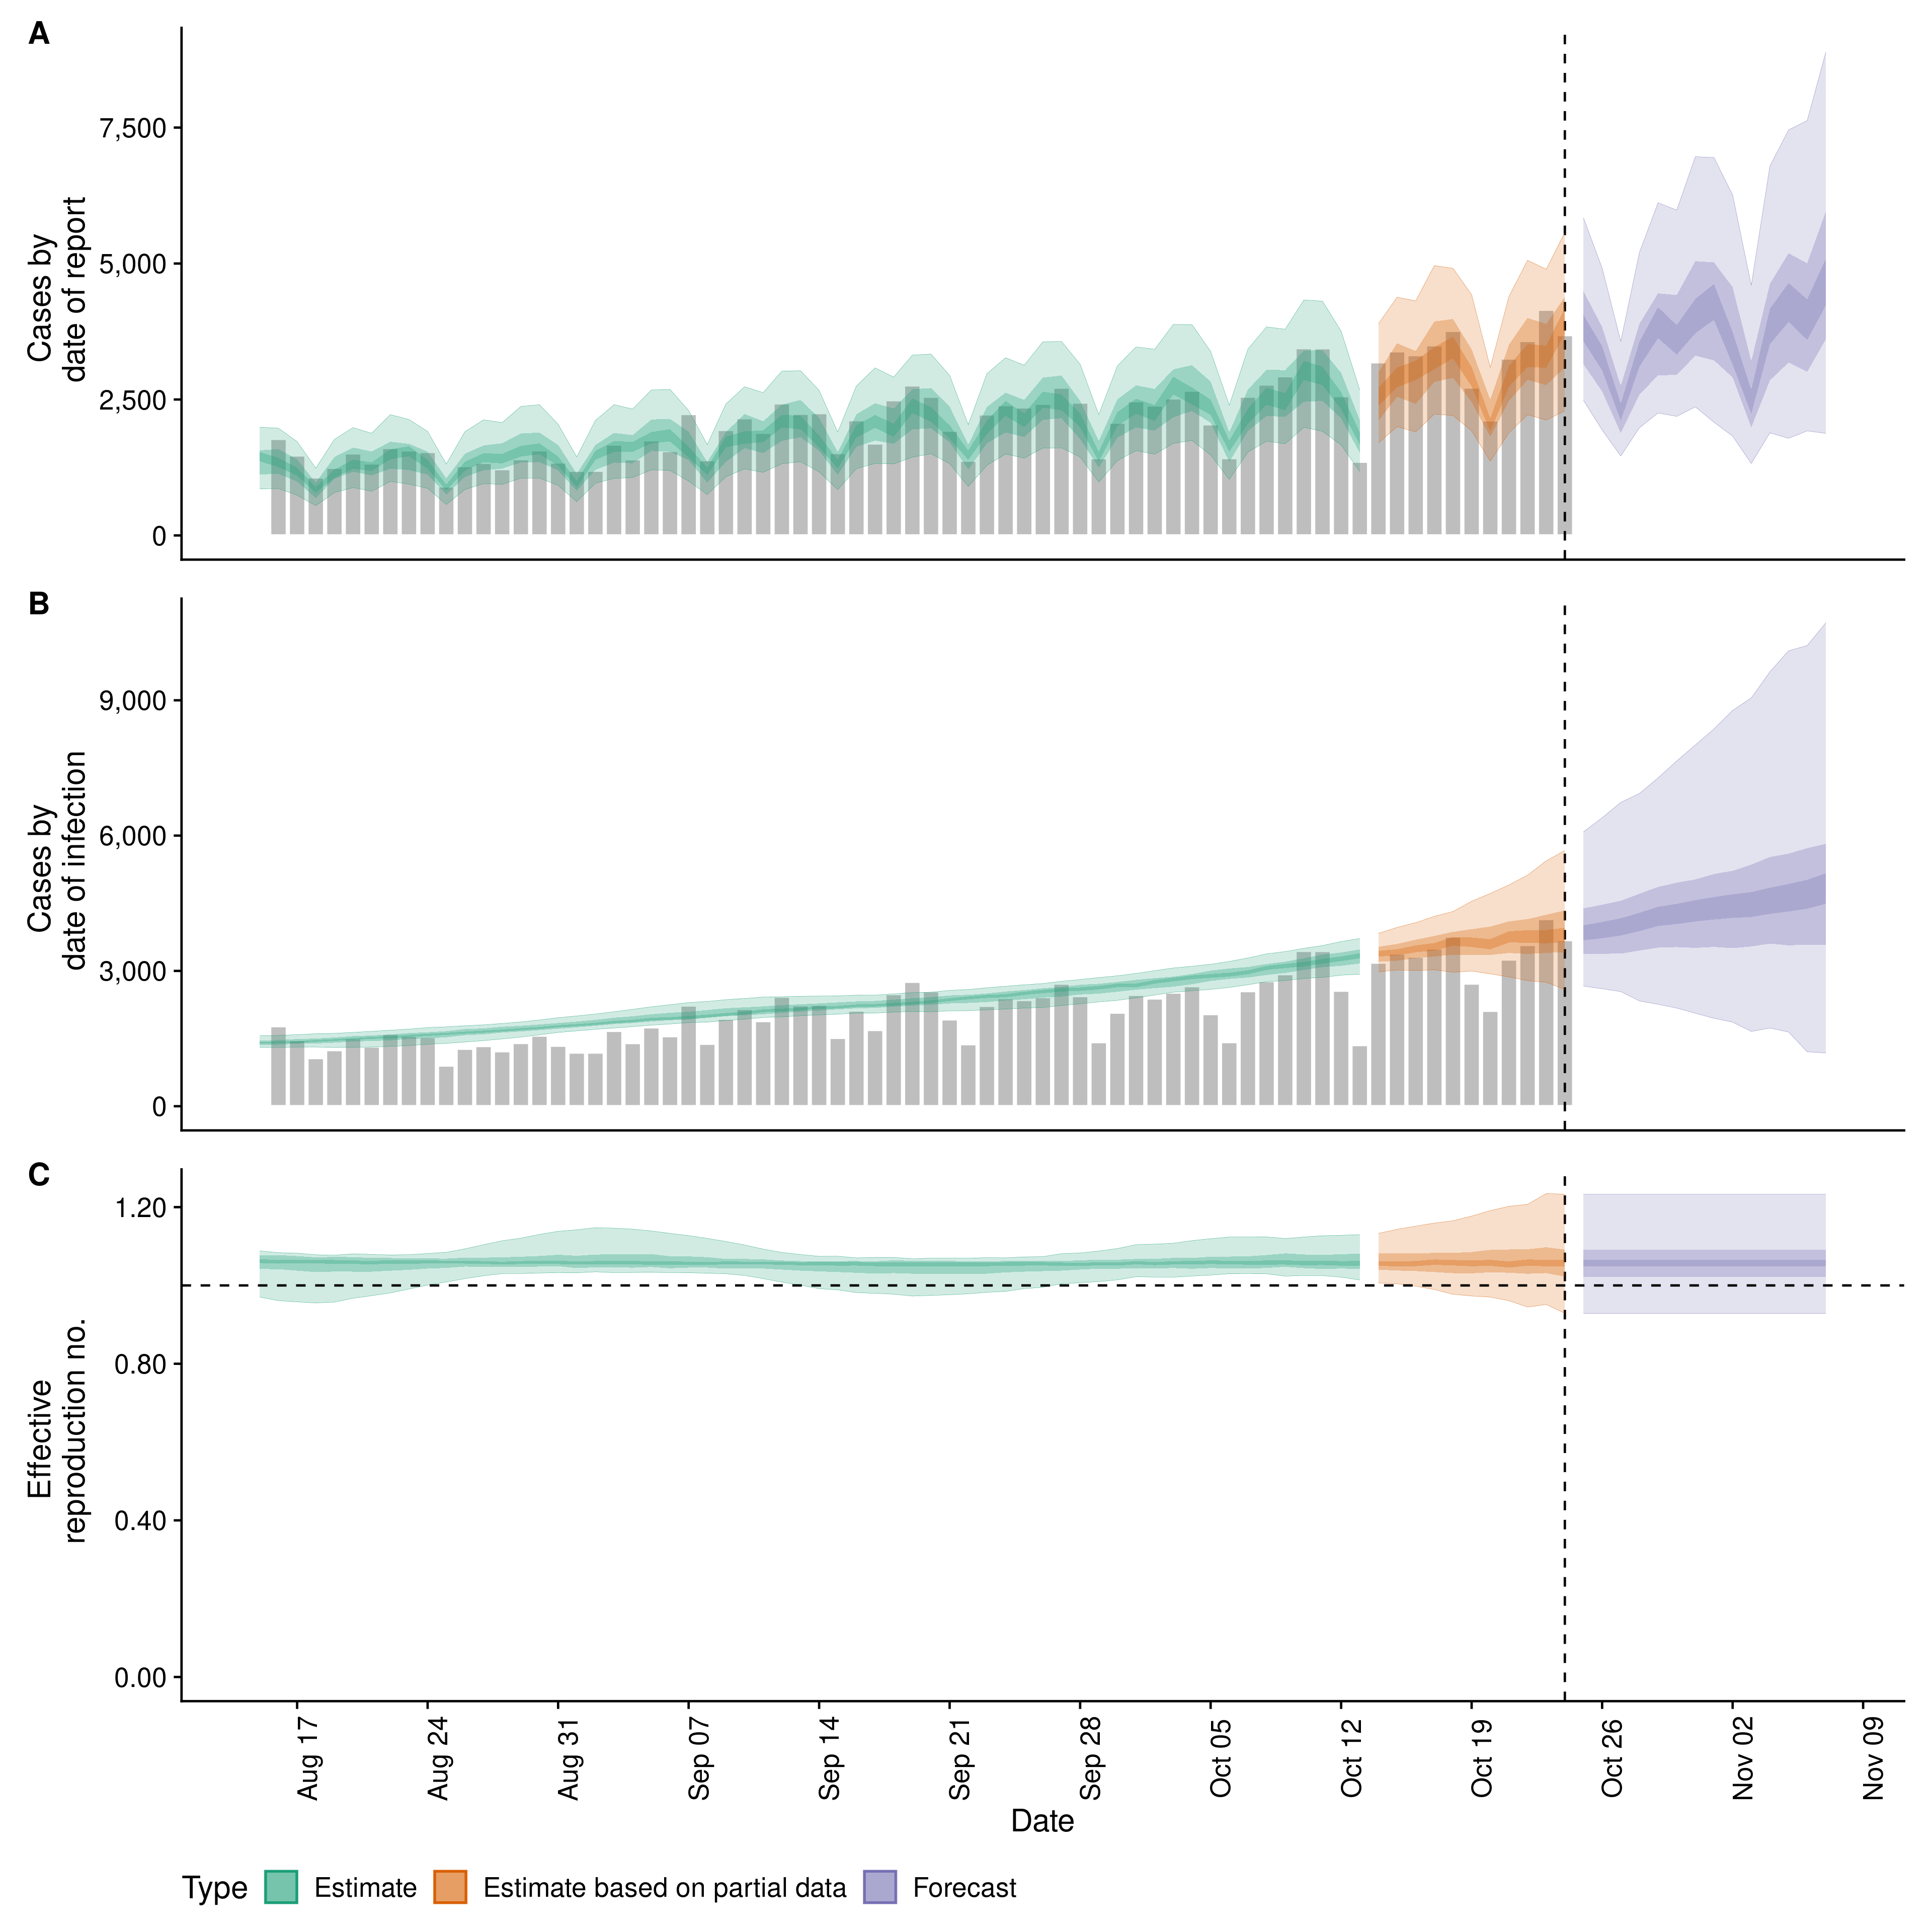 A
Cases by
date of report
7,500
5,000
2,500
0
B
Cases by
date of infection
9,000
6,000
3,000
0
C
Effective
reproduction no.
1.20
0.80
0.40
0.00
Aug 17
Aug 24
Aug 31
Sep 07
Sep 14
Sep 21
Sep 28
Oct 05
Oct 12
Oct 19
Oct 26
Nov 02
Nov 09
Date
Type Estimate Estimate based on partial data Forecast